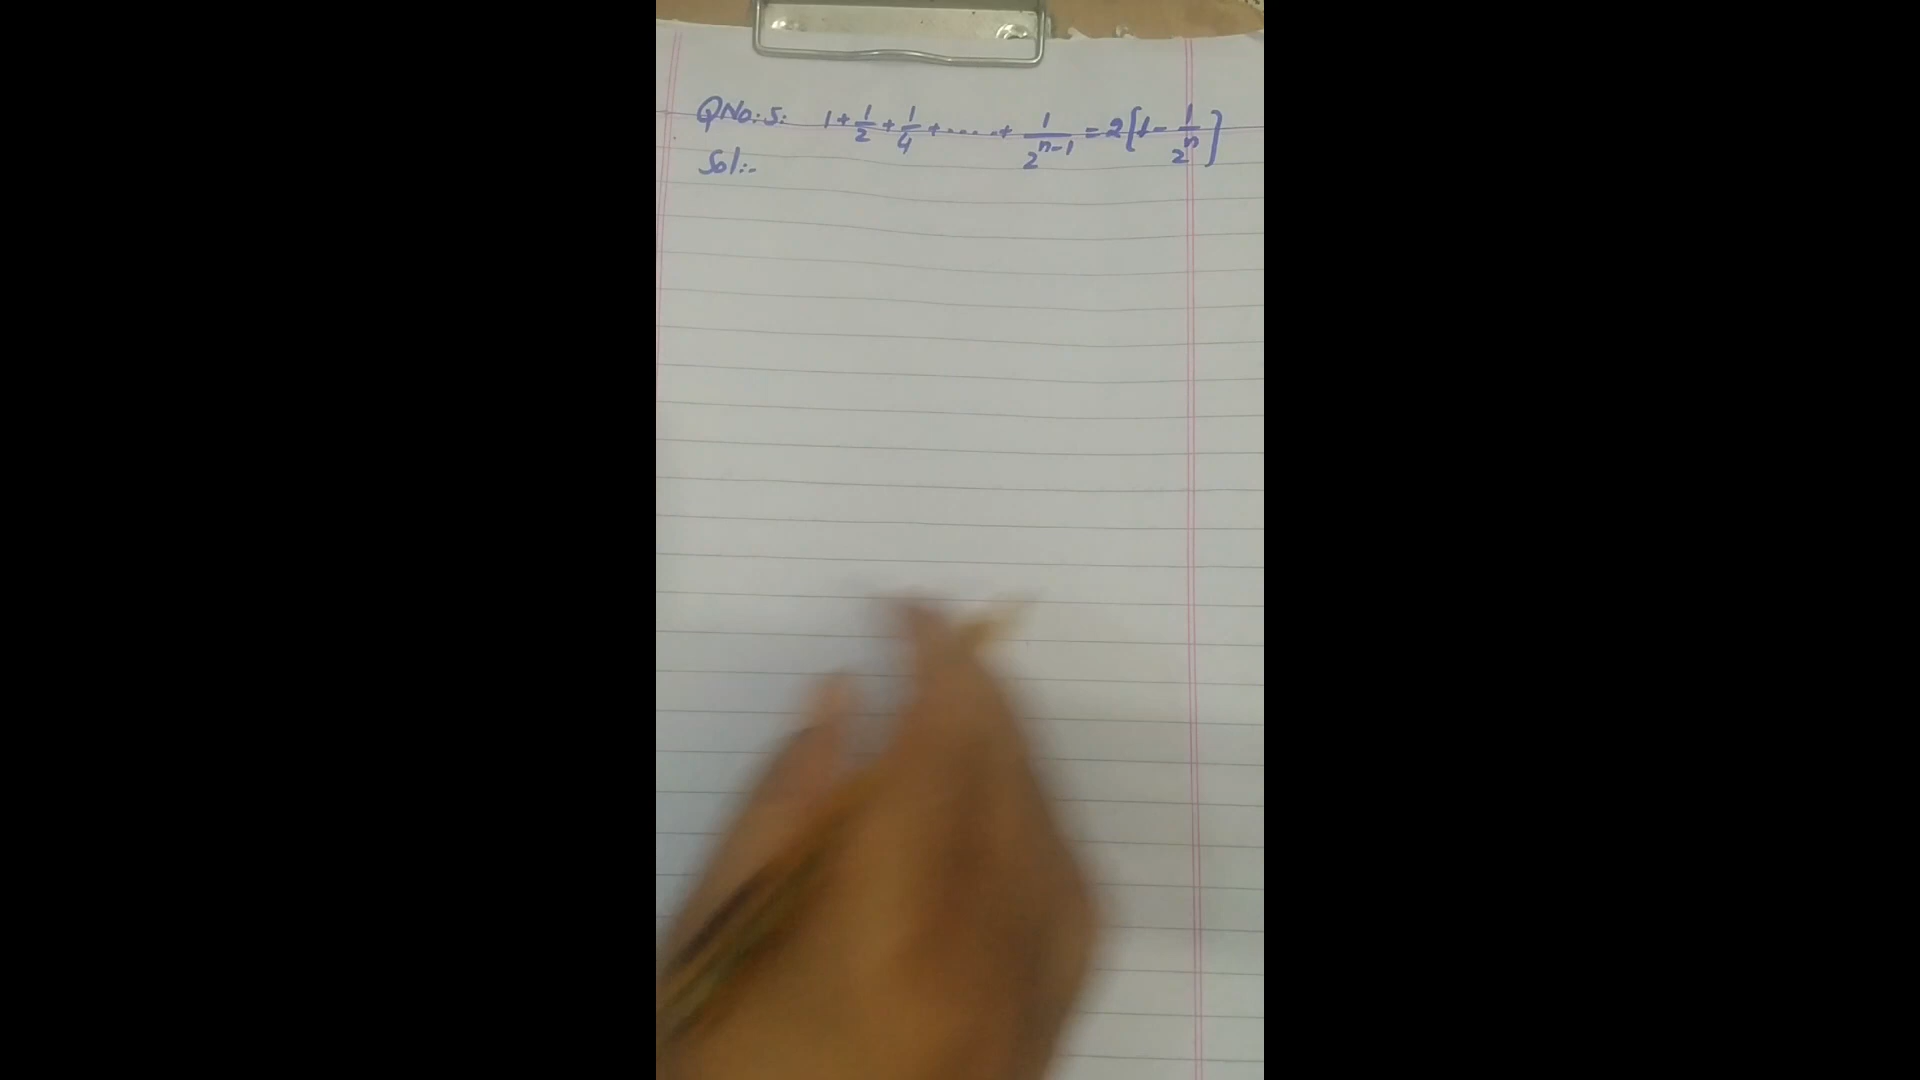 QNo:5: 1+1/2+1/4+.....+1/2^(n-1)=2[1-1/2^n]
Sol:-